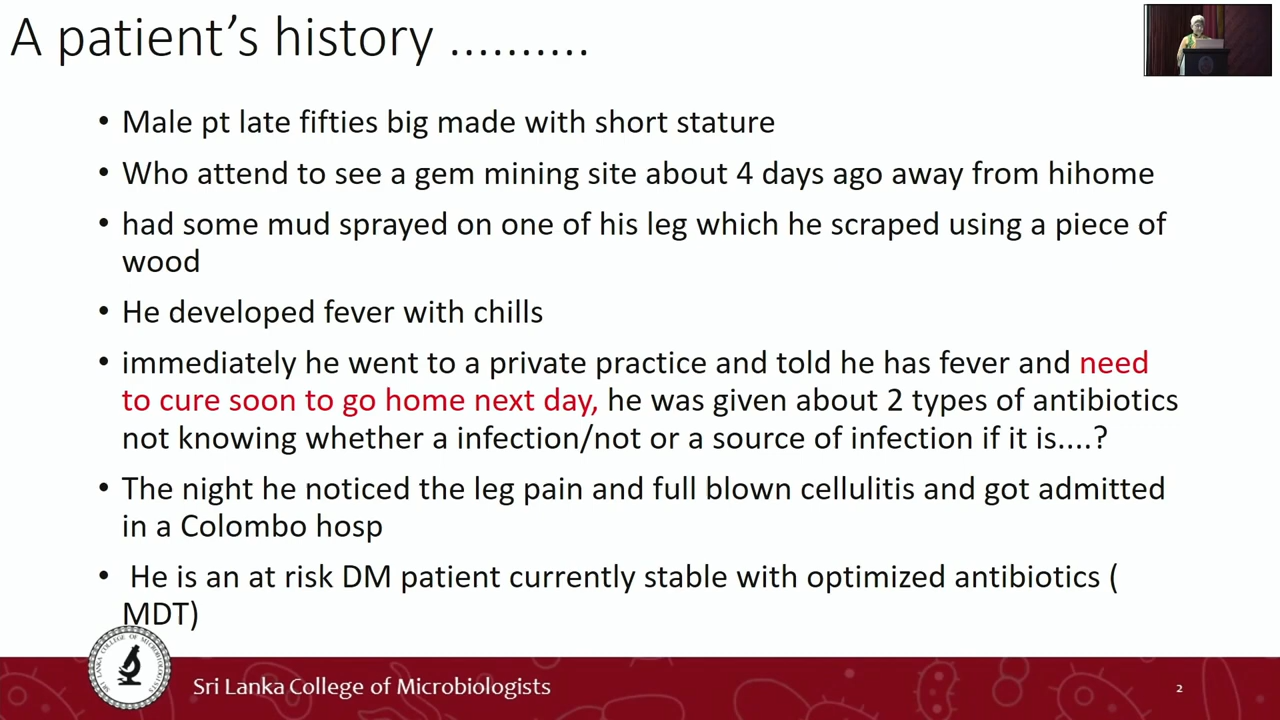 A patient’s history ..........
• Male pt late fifties big made with short stature
• Who attend to see a gem mining site about 4 days ago away from hihome
• had some mud sprayed on one of his leg which he scraped using a piece of
wood
• He developed fever with chills
• immediately he went to a private practice and told he has fever and need
to cure soon to go home next day, he was given about 2 types of antibiotics
not knowing whether a infection/not or a source of infection if it is....?
• The night he noticed the leg pain and full blown cellulitis and got admitted
in a Colombo hosp
• He is an at risk DM patient currently stable with optimized antibiotics (
MDT)
SRI LANKA COLLEGE OF MICROBIOLOGISTS
Sri Lanka College of Microbiologists
2